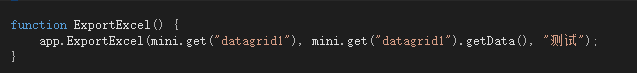 function ExportExcel() {
    app.ExportExcel(mini.get("datagrid1"), mini.get("datagrid1").getData(), "测试");
}